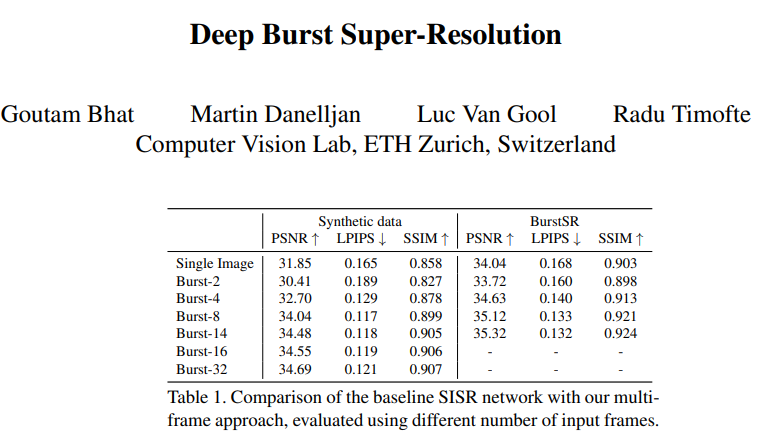 Deep Burst Super-Resolution
Goutam Bhat Martin Danelljan Luc Van Gool Radu Timofte
Computer Vision Lab, ETH Zurich, Switzerland
Synthetic data BurstSR
PSNR ↑ LPIPS ↓ SSIM ↑ PSNR ↑ LPIPS ↓ SSIM ↑
Single Image 31.85 0.165 0.858 34.04 0.168 0.903
Burst-2 30.41 0.189 0.827 33.72 0.160 0.898
Burst-4 32.70 0.129 0.878 34.63 0.140 0.913
Burst-8 34.04 0.117 0.899 35.12 0.133 0.921
Burst-14 34.48 0.118 0.905 35.32 0.132 0.924
Burst-16 34.55 0.119 0.906 - - -
Burst-32 34.69 0.121 0.907 - - -
Table 1. Comparison of the baseline SISR network with our multi-
frame approach, evaluated using different number of input frames.